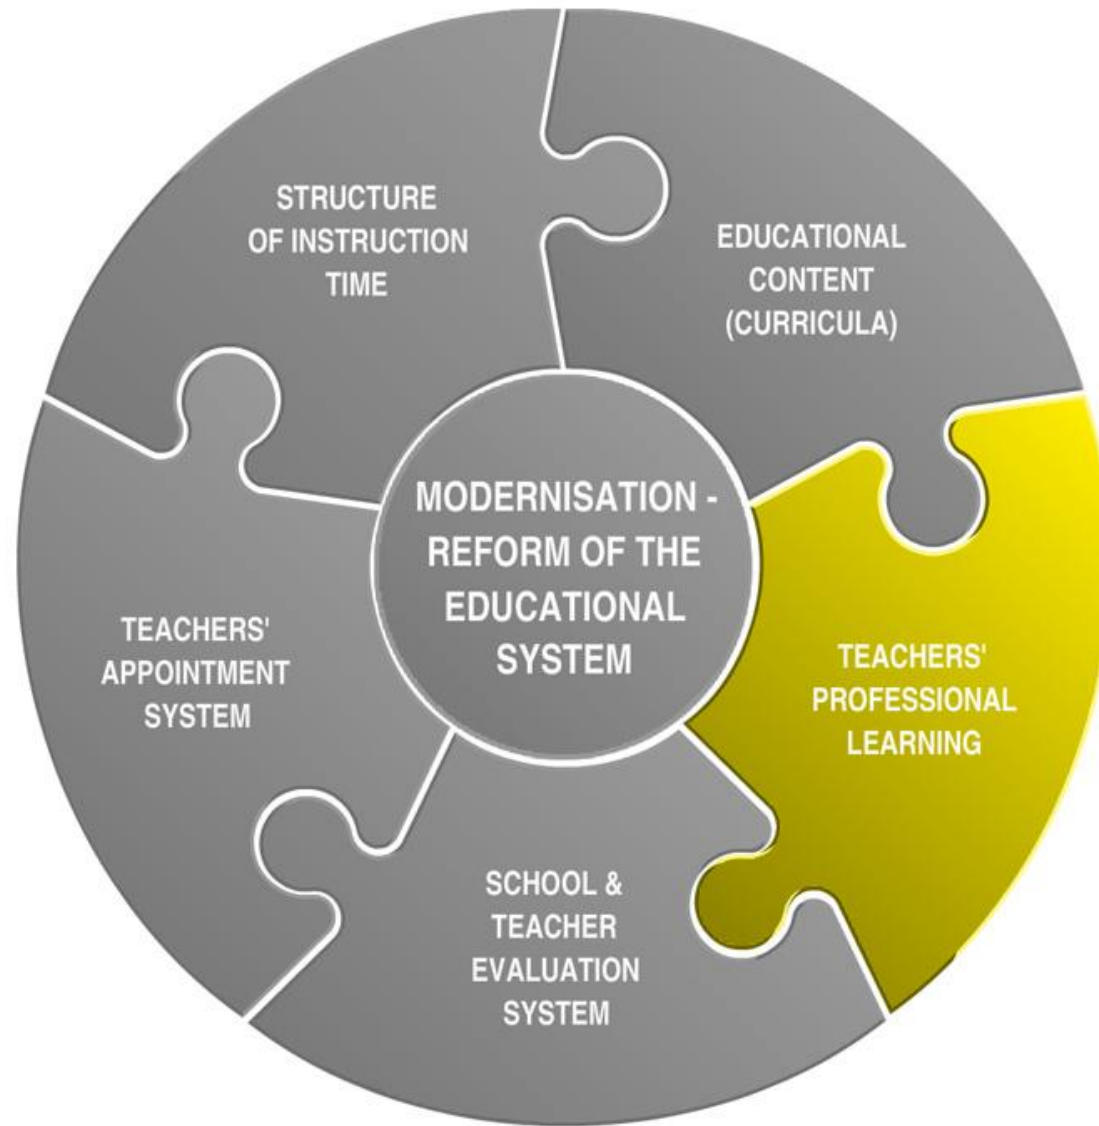 STRUCTURE
OF INSTRUCTION
TIME
EDUCATIONAL
CONTENT
(CURRICULA)
MODERNISATION -
REFORM OF THE
EDUCATIONAL
SYSTEM
TEACHERS'
APPOINTMENT
SYSTEM
TEACHERS'
PROFESSIONAL
LEARNING
SCHOOL &
TEACHER
EVALUATION
SYSTEM